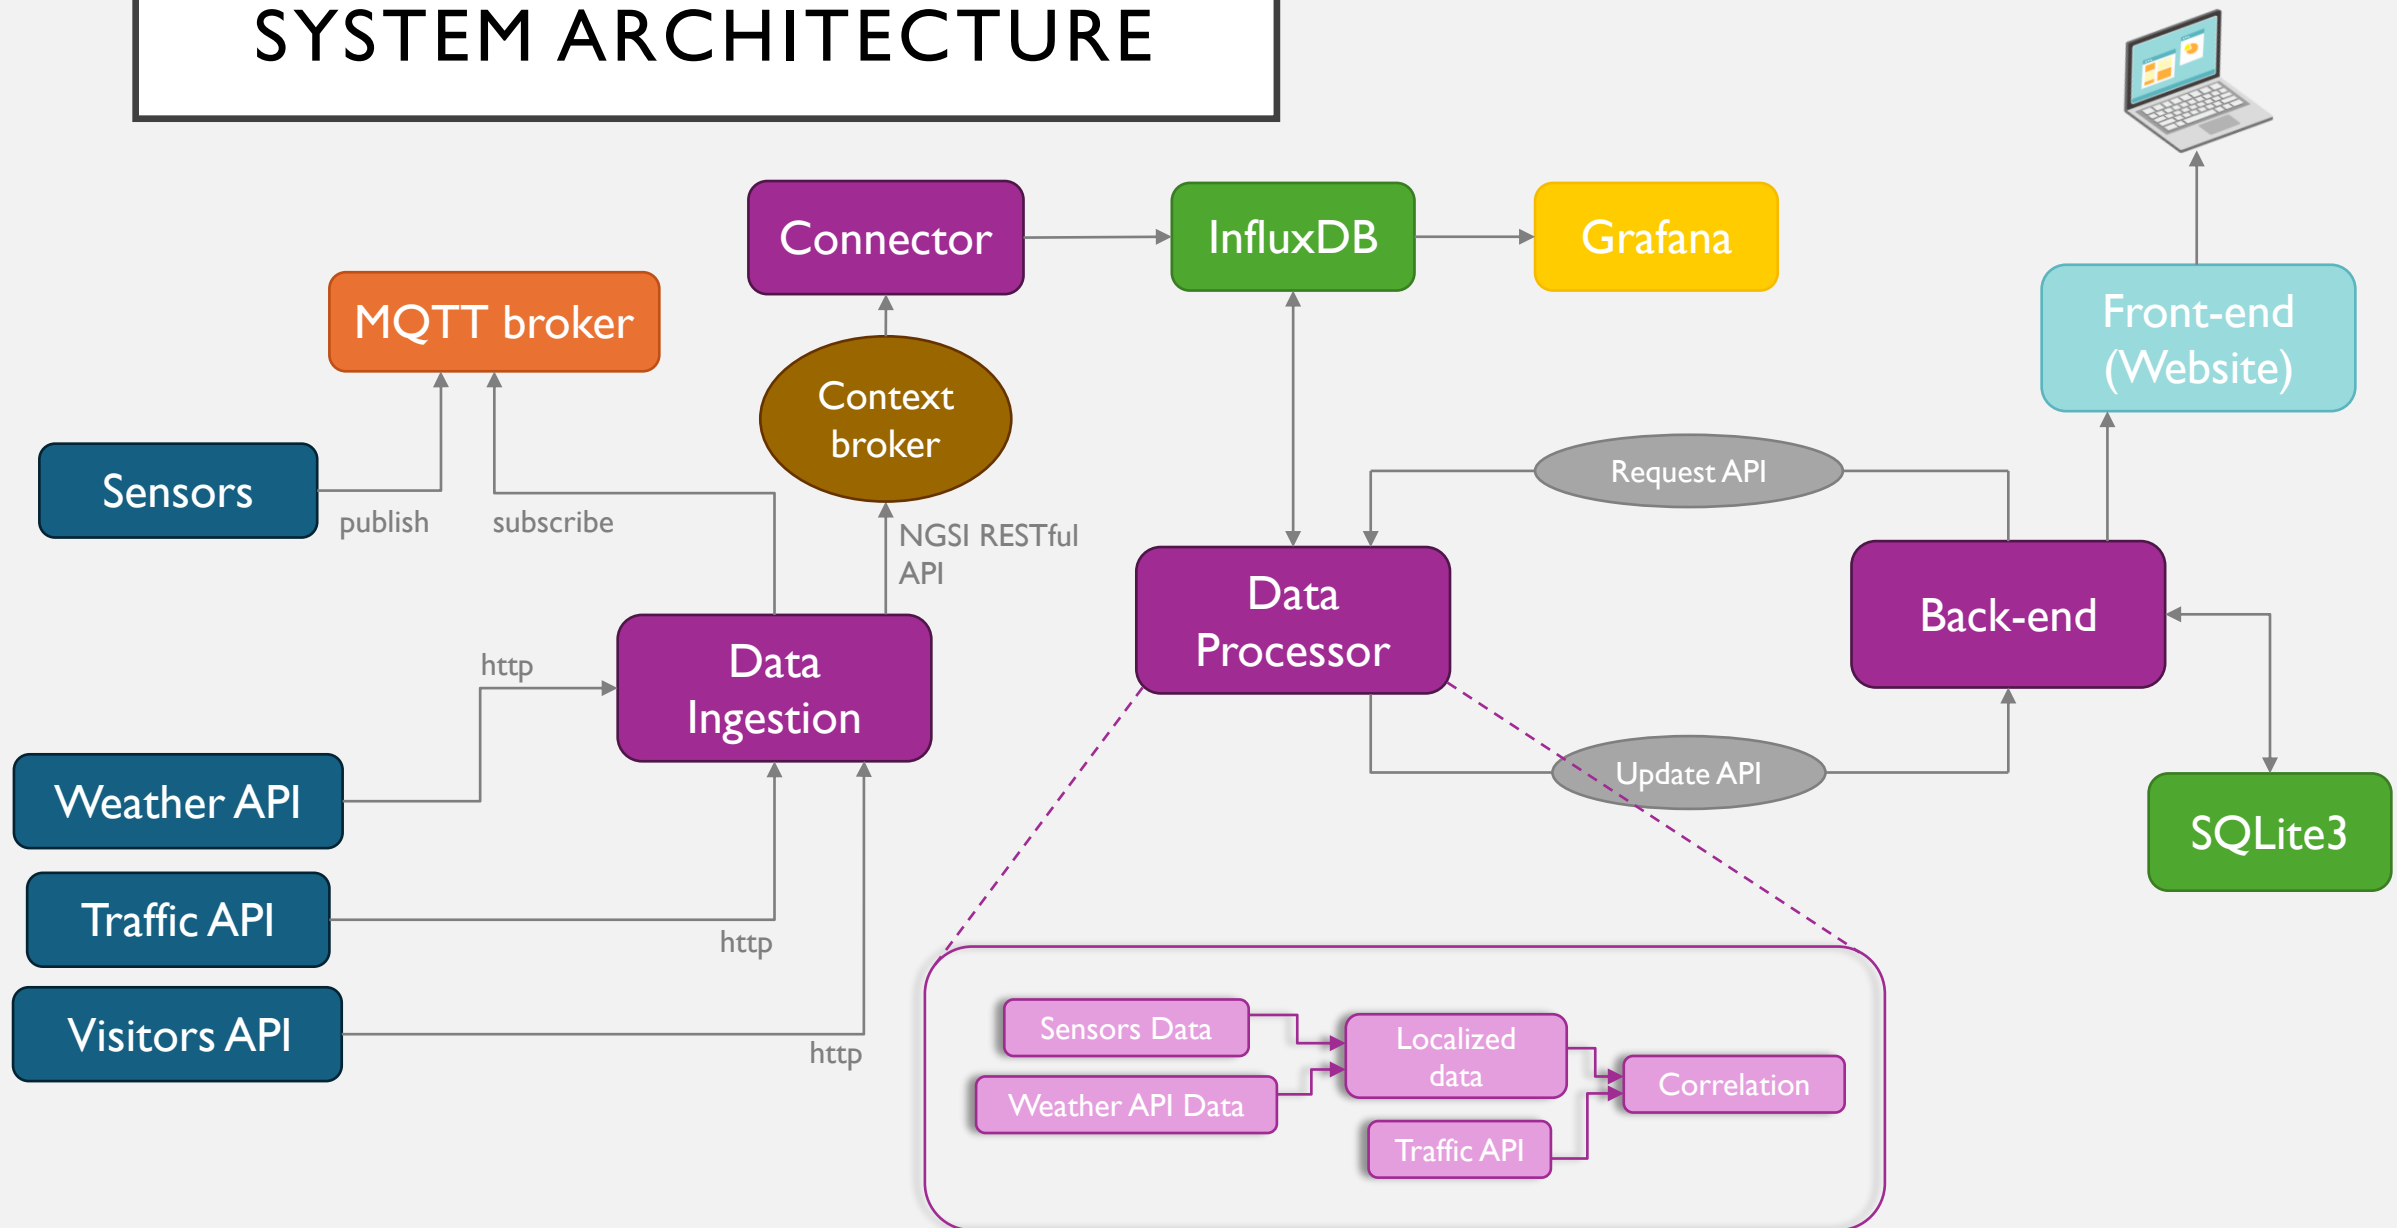 SYSTEM ARCHITECTURE
Connector
InfluxDB
Grafana
MQTT broker
Front-end
(Website)
Context
broker
Sensors
publish
subscribe
Request API
NGSI RESTful
API
Data
Processor
Back-end
http
Data
Ingestion
Weather API
Update API
SQLite3
Traffic API
http
Visitors API
http
Sensors Data
Localized
data
Weather API Data
Correlation
Traffic API